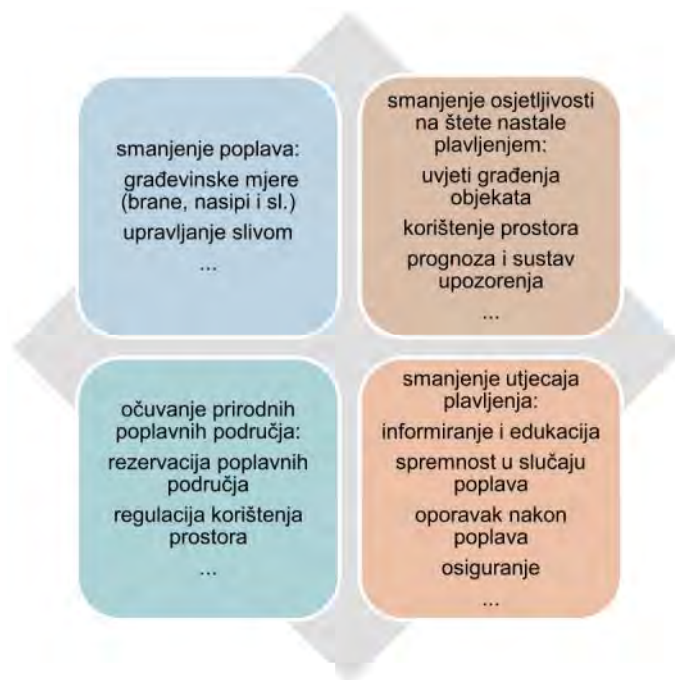 smanjenje poplava:
građevinske mjere
(brane, nasipi i sl.)
upravljanje slivom
...
smanjenje osjetljivosti
na štete nastale
plavljenjem:
uvjeti građenja
objekata
korištenje prostora
prognoza i sustav
upozorenja
...
očuvanje prirodnih
poplavnih područja:
rezervacija poplavnih
područja
regulacija korištenja
prostora
...
smanjenje utjecaja
plavljenja:
informiranje i edukacija
spremnost u slučaju
poplava
oporavak nakon
poplava
osiguranje
...